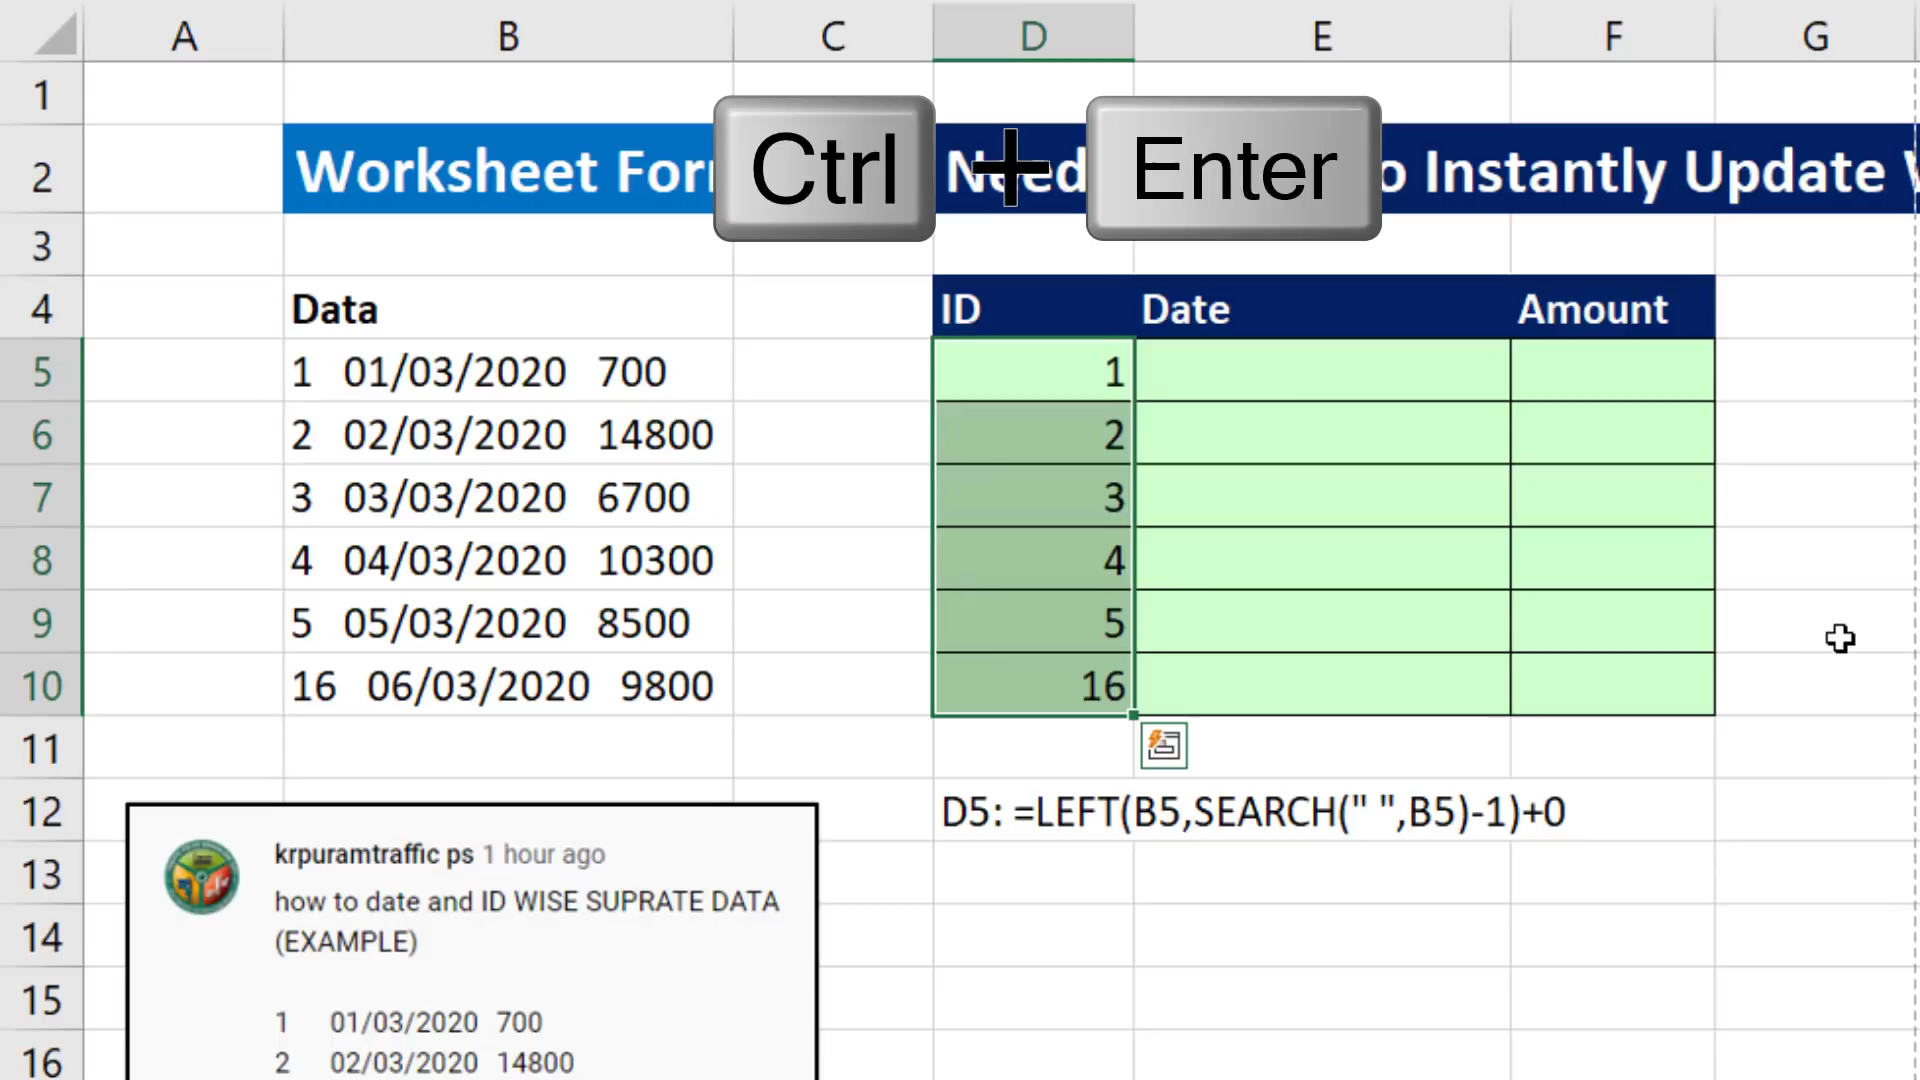 A B C D E F G
1
2 Worksheet Ctrl + Enter Instantly Update
3
4 Data ID Date Amount
5 1 01/03/2020 700 1
6 2 02/03/2020 14800 2
7 3 03/03/2020 6700 3
8 4 04/03/2020 10300 4
9 5 05/03/2020 8500 5
10 16 06/03/2020 9800 16
11
12 D5: =LEFT(B5,SEARCH(" ",B5)-1)+0
13 krpuramtraffic ps 1 hour ago
how to date and ID WISE SUPRATE DATA
14 (EXAMPLE)
15 1 01/03/2020 700
16 2 02/03/2020 14800